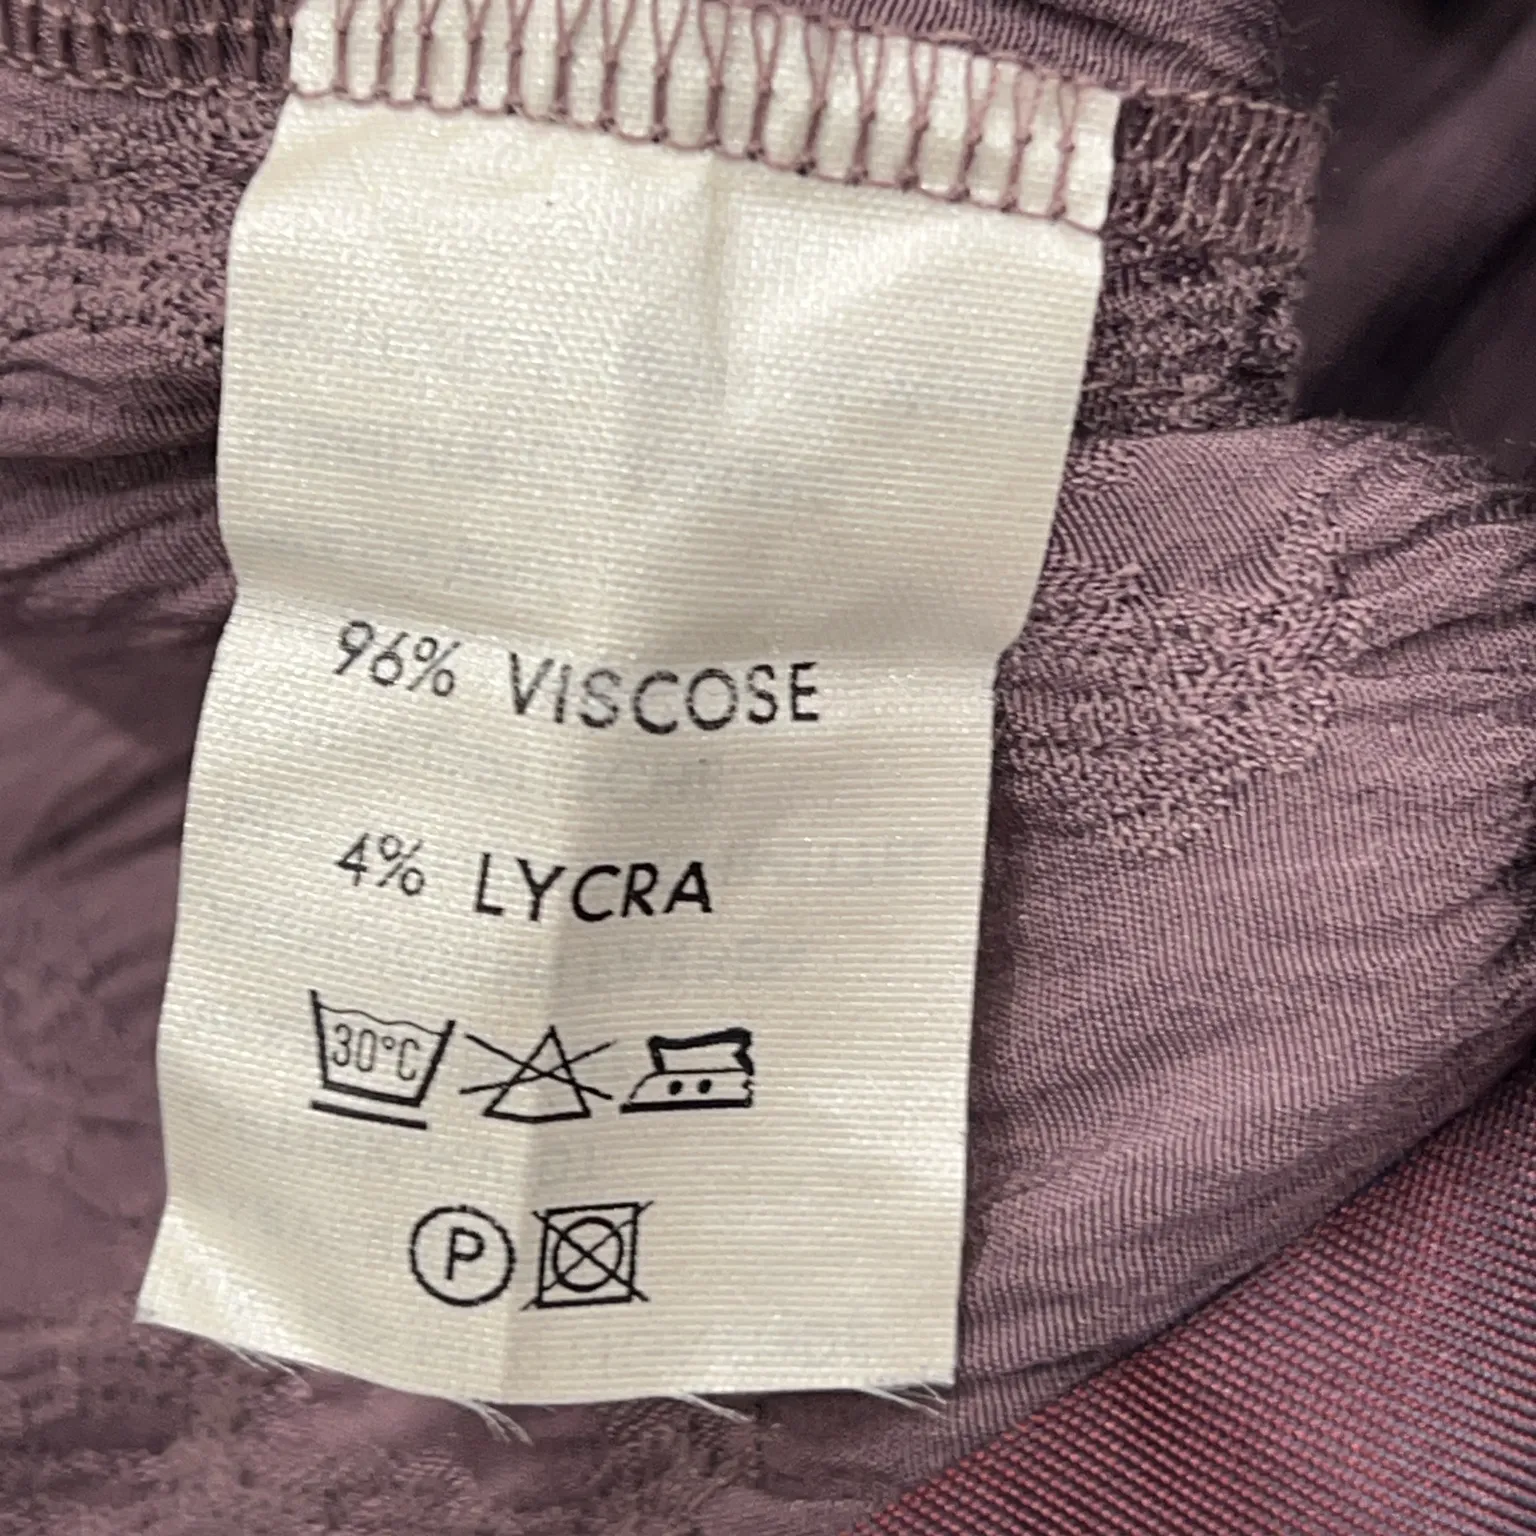 96% VISCOSE
4% LYCRA
30°C
P